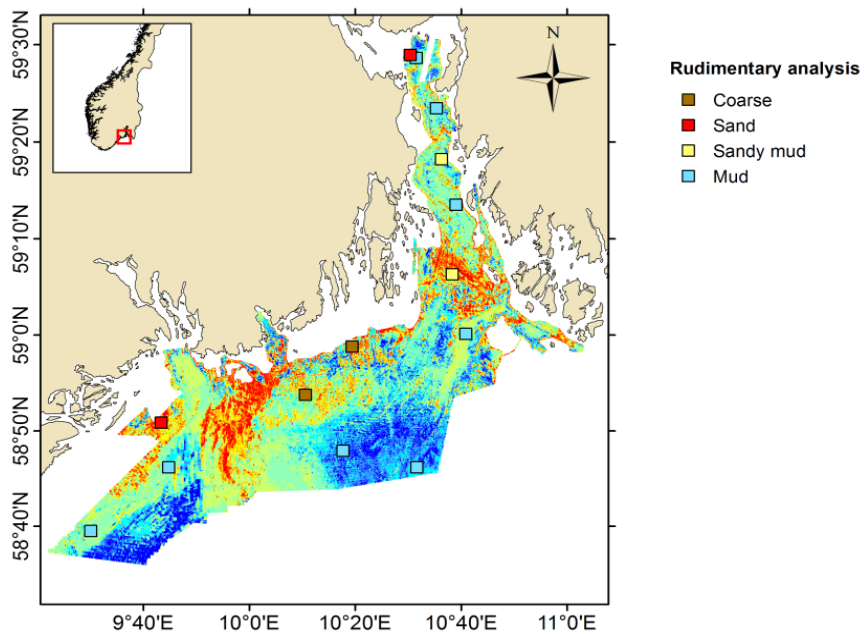 N
59°30'N
59°20'N
59°10'N
59°0'N
58°50'N
58°40'N
9°40'E
10°0'E
10°20'E
10°40'E
11°0'E
Rudimentary analysis
Coarse
Sand
Sandy mud
Mud